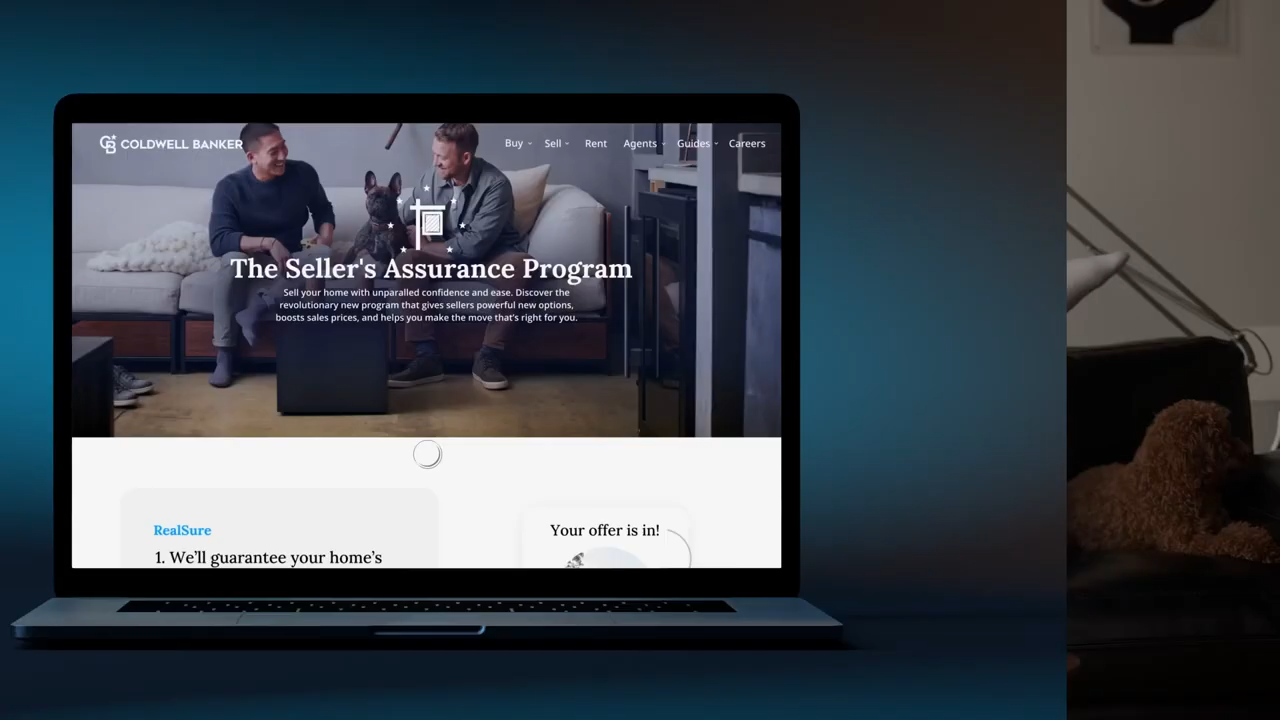 COLDWELL BANKER
Buy Sell Rent Agents Guides Careers
The Seller's Assurance Program
Sell your home with unparalled confidence and ease. Discover the
revolutionary new program that gives sellers powerful new options,
boosts sales prices, and helps you make the move that's right for you.
RealSure
1. We'll guarantee your home's
Your offer is in!